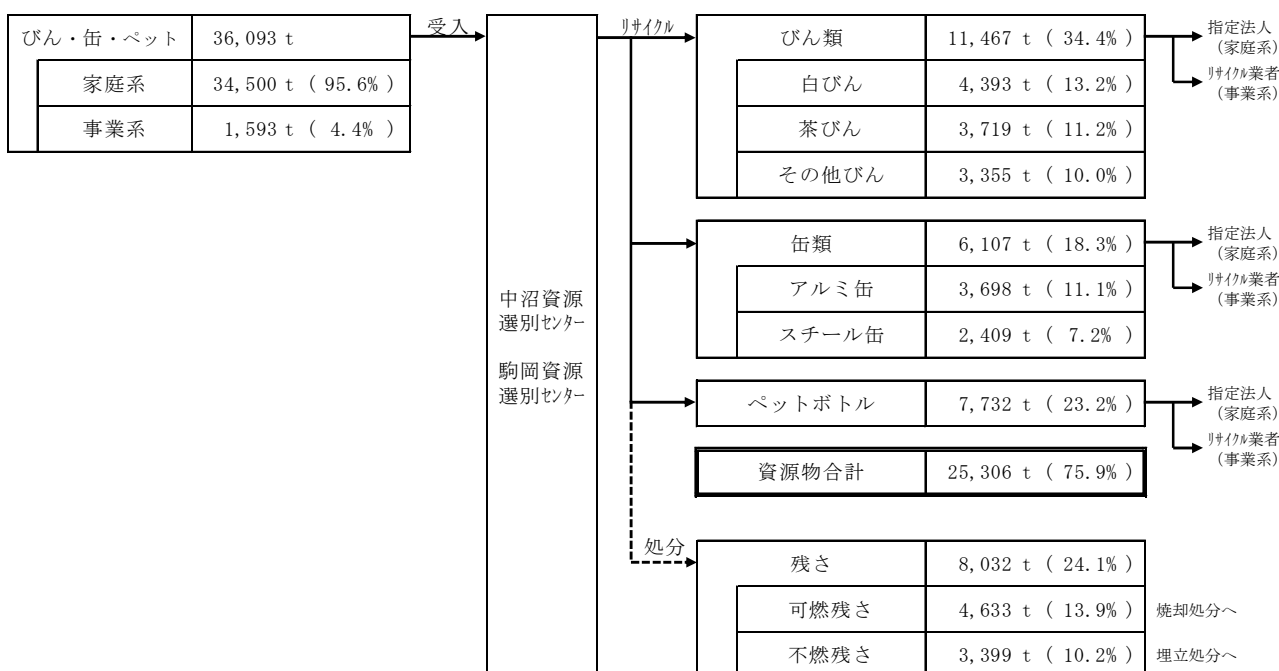 びん・缶・ペット 36,093 t
家庭系 34,500 t ( 95.6% )
事業系 1,593 t ( 4.4% )
受入
中沼資源
選別ｾﾝﾀｰ
駒岡資源
選別ｾﾝﾀｰ
ﾘｻｲｸﾙ
びん類 11,467 t ( 34.4% )
白びん 4,393 t ( 13.2% )
茶びん 3,719 t ( 11.2% )
その他びん 3,355 t ( 10.0% )
指定法人
(家庭系)
ﾘｻｲｸﾙ業者
(事業系)
缶類 6,107 t ( 18.3% )
アルミ缶 3,698 t ( 11.1% )
スチール缶 2,409 t ( 7.2% )
指定法人
(家庭系)
ﾘｻｲｸﾙ業者
(事業系)
ペットボトル 7,732 t ( 23.2% )
指定法人
(家庭系)
ﾘｻｲｸﾙ業者
(事業系)
資源物合計 25,306 t ( 75.9% )
処分
残さ 8,032 t ( 24.1% )
可燃残さ 4,633 t ( 13.9% ) 焼却処分へ
不燃残さ 3,399 t ( 10.2% ) 埋立処分へ